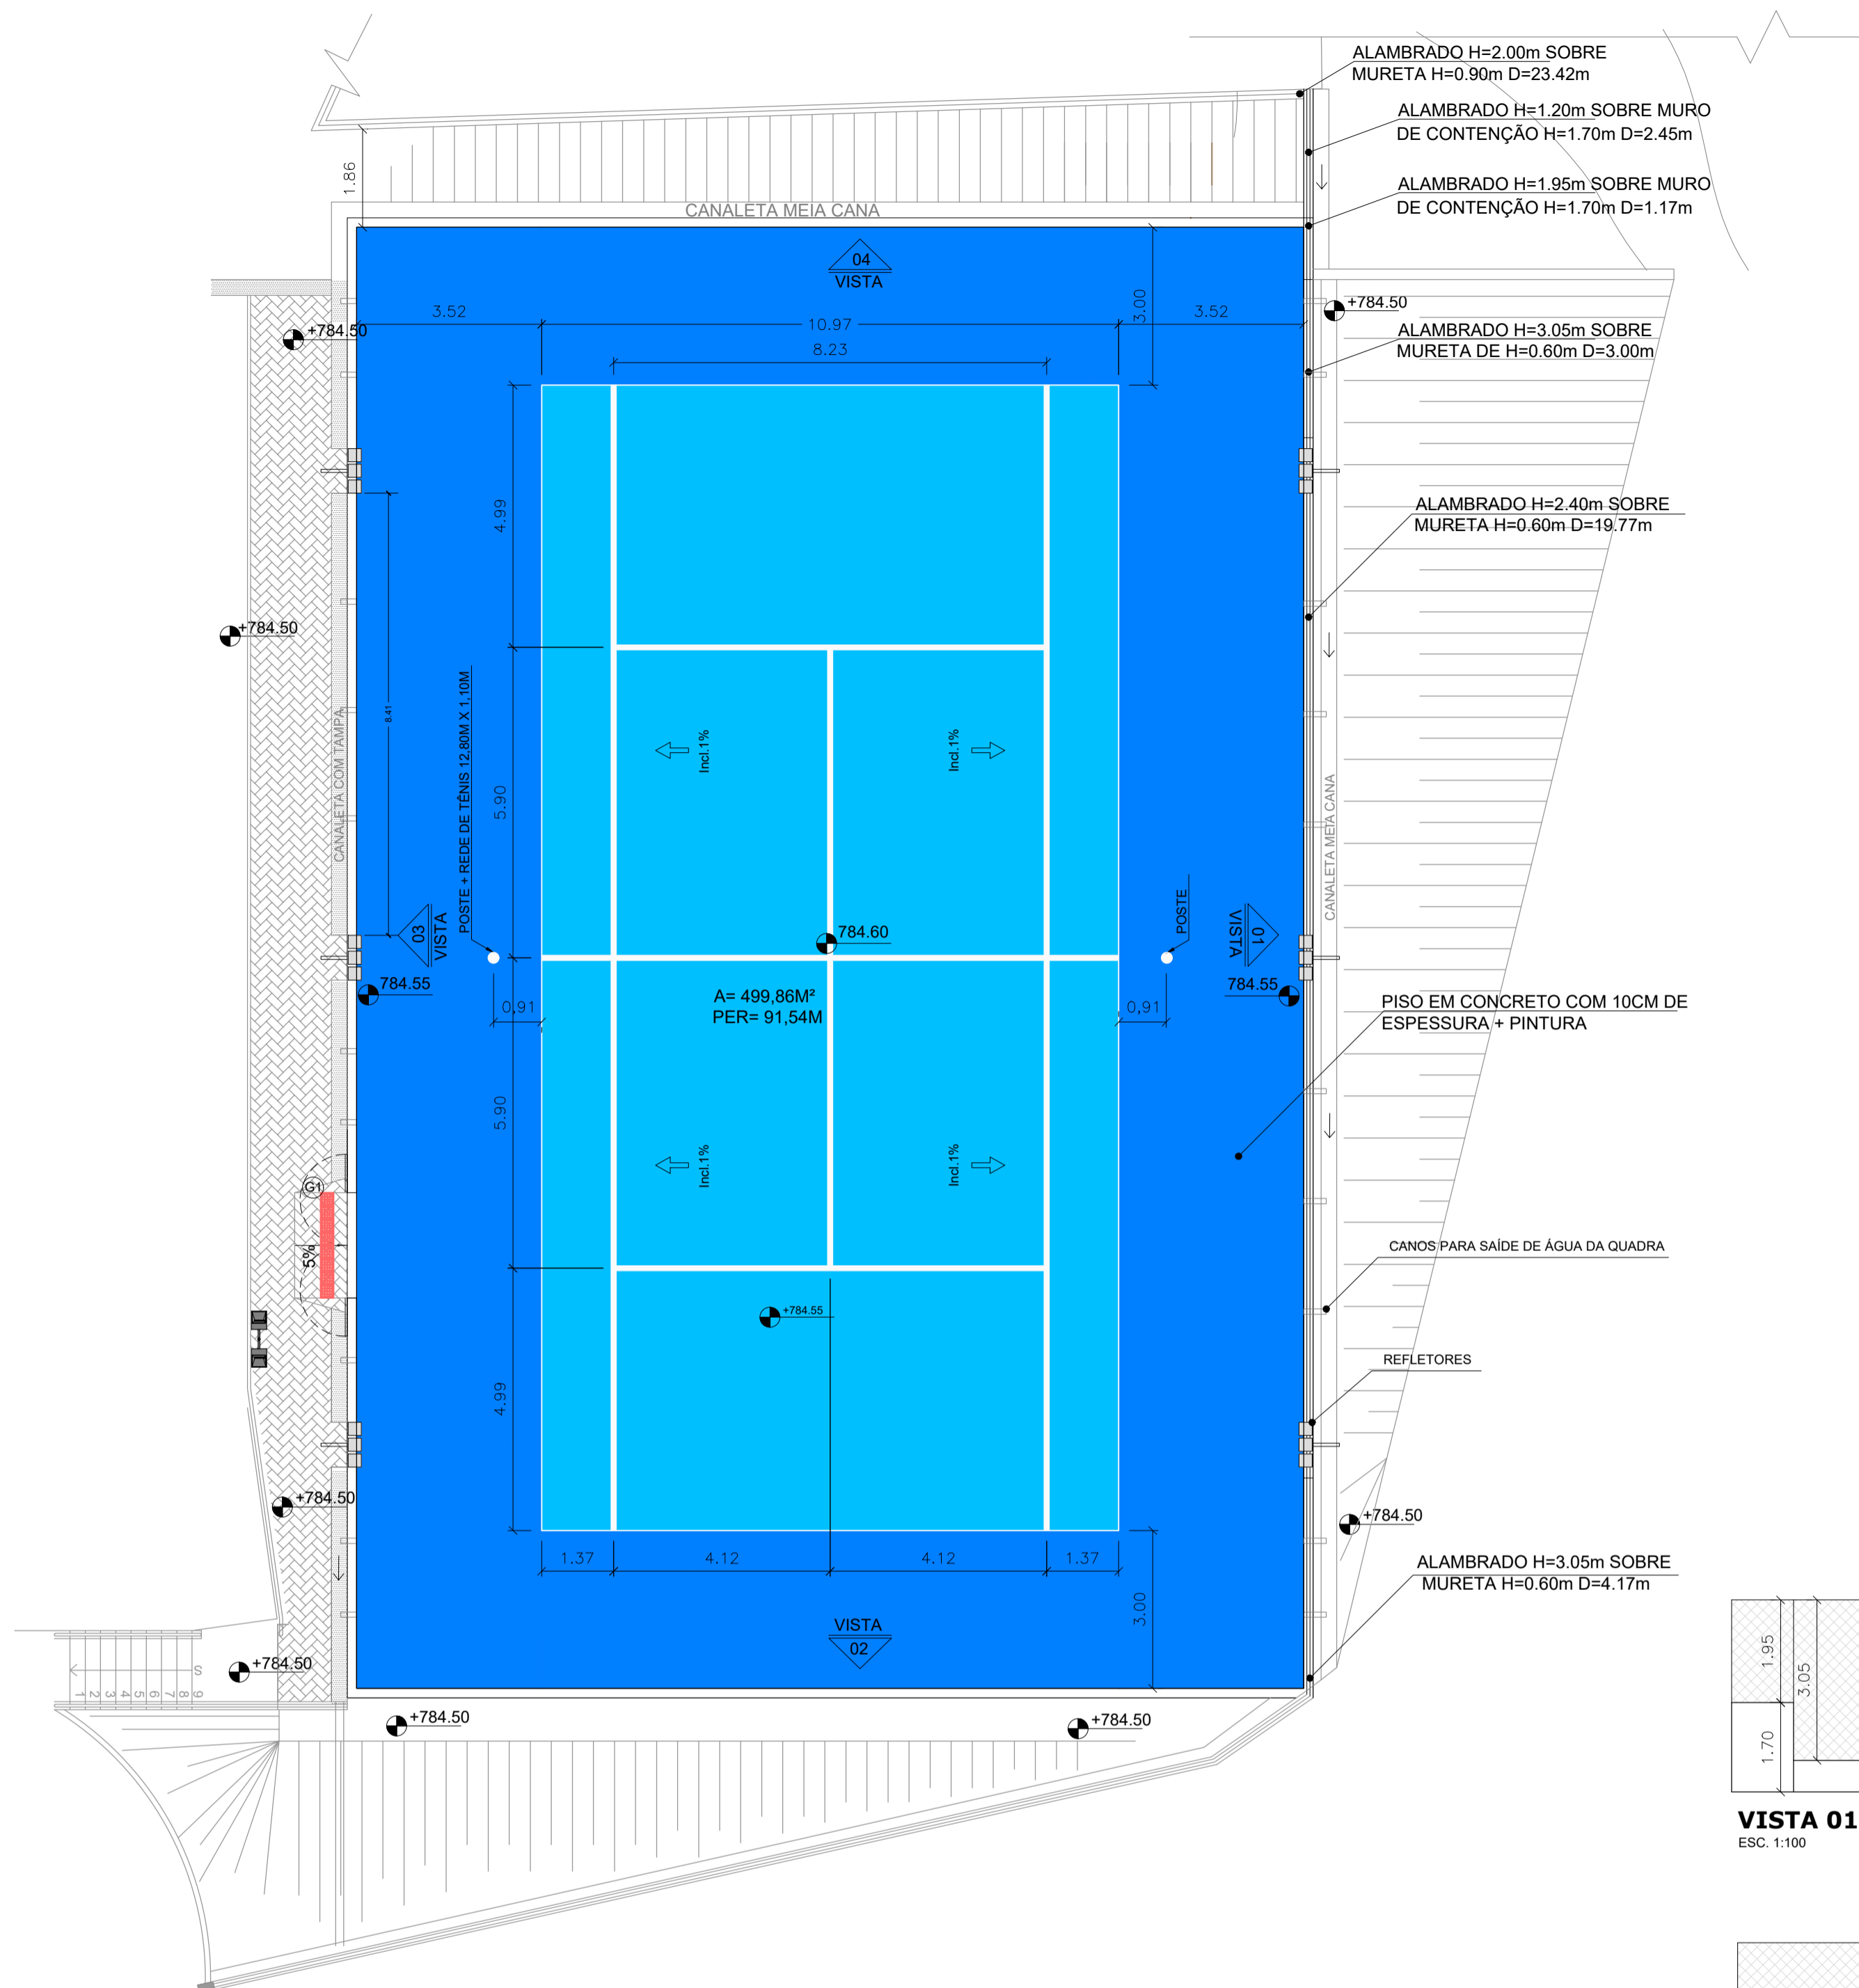 ALAMBRADO H=2.00m SOBRE
MURETA H=0.90m D=23.42m
ALAMBRADO H=1.20m SOBRE MURO
DE CONTENÇÃO H=1.70m D=2.45m
1.86
ALAMBRADO H=1.95m SOBRE MURO
DE CONTENÇÃO H=1.70m D=1.17m
CANALETA MEIA CANA
04
VISTA
3.00
+784.50
3.52
10.97
3.52
+784.50
ALAMBRADO H=3.05m SOBRE
MURETA DE H=0.60m D=3.00m
8.23
4.99
ALAMBRADO H=2.40m SOBRE
MURETA H=0.60m D=19.77m
+784.50
8.41
CANALETA COM TAMPA
POSTE + REDE DE TÊNIS 12,80M X 1,10M
Incl.1%
Incl.1%
5.90
CANALETA MEIA CANA
03
VISTA
784.60
POSTE
VISTA
01
784.55
784.55
A= 499,86M²
PER= 91,54M
0,91
0,91
PISO EM CONCRETO COM 10CM DE
ESPESSURA + PINTURA
5.90
Incl.1%
Incl.1%
G1
5%
CANOS PARA SAÍDE DE ÁGUA DA QUADRA
+784.55
REFLETORES
4.99
+784.50
+784.50
1.37
4.12
4.12
1.37
ALAMBRADO H=3.05m SOBRE
MURETA H=0.60m D=4.17m
3.00
VISTA
02
+784.50
S
1 2 3 4 5 6 7 8 9
+784.50
+784.50
1.95
3.05
1.70
VISTA 01
ESC. 1:100